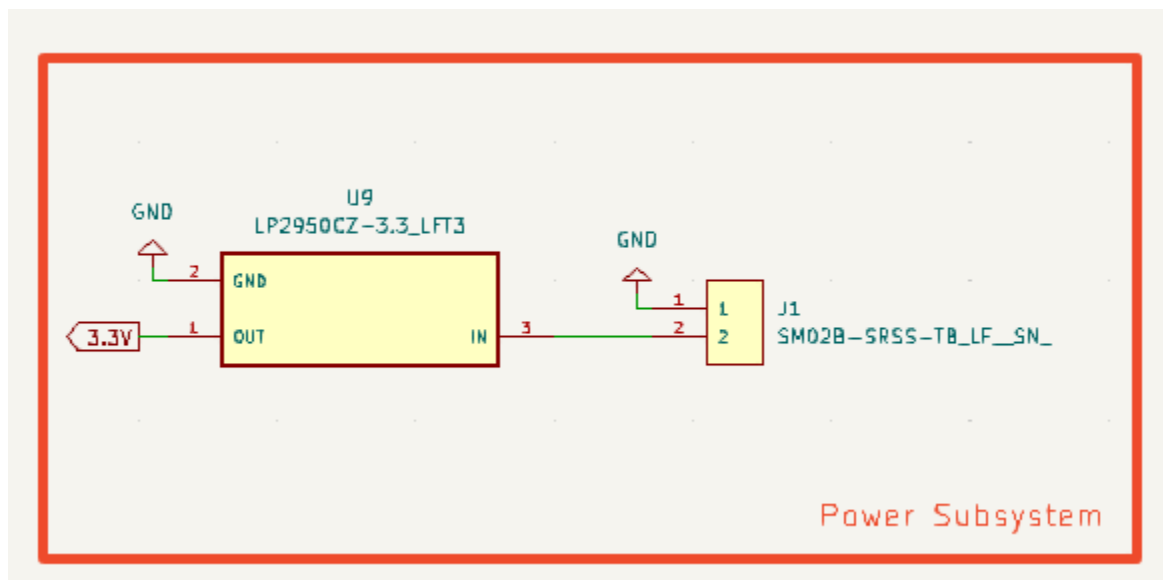 U9
LP2950CZ-3.3_LFT3
GND
2
GND
3.3V
1
OUT
IN
3
GND
1
1
J1
2
2
SM02B-SRSS-TB_LF__SN_
Power Subsystem